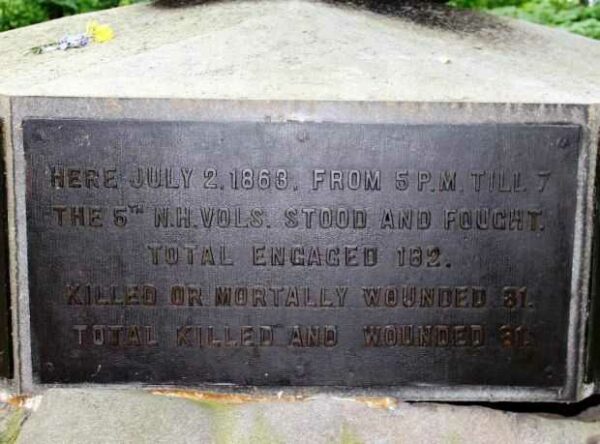 HERE JULY 2, 1863, FROM 5 P.M. TILL 7
THE 5TH N.H. VOLS. STOOD AND FOUGHT.
TOTAL ENGAGED 182.
KILLED OR MORTALLY WOUNDED 31.
TOTAL KILLED AND WOUNDED 81.